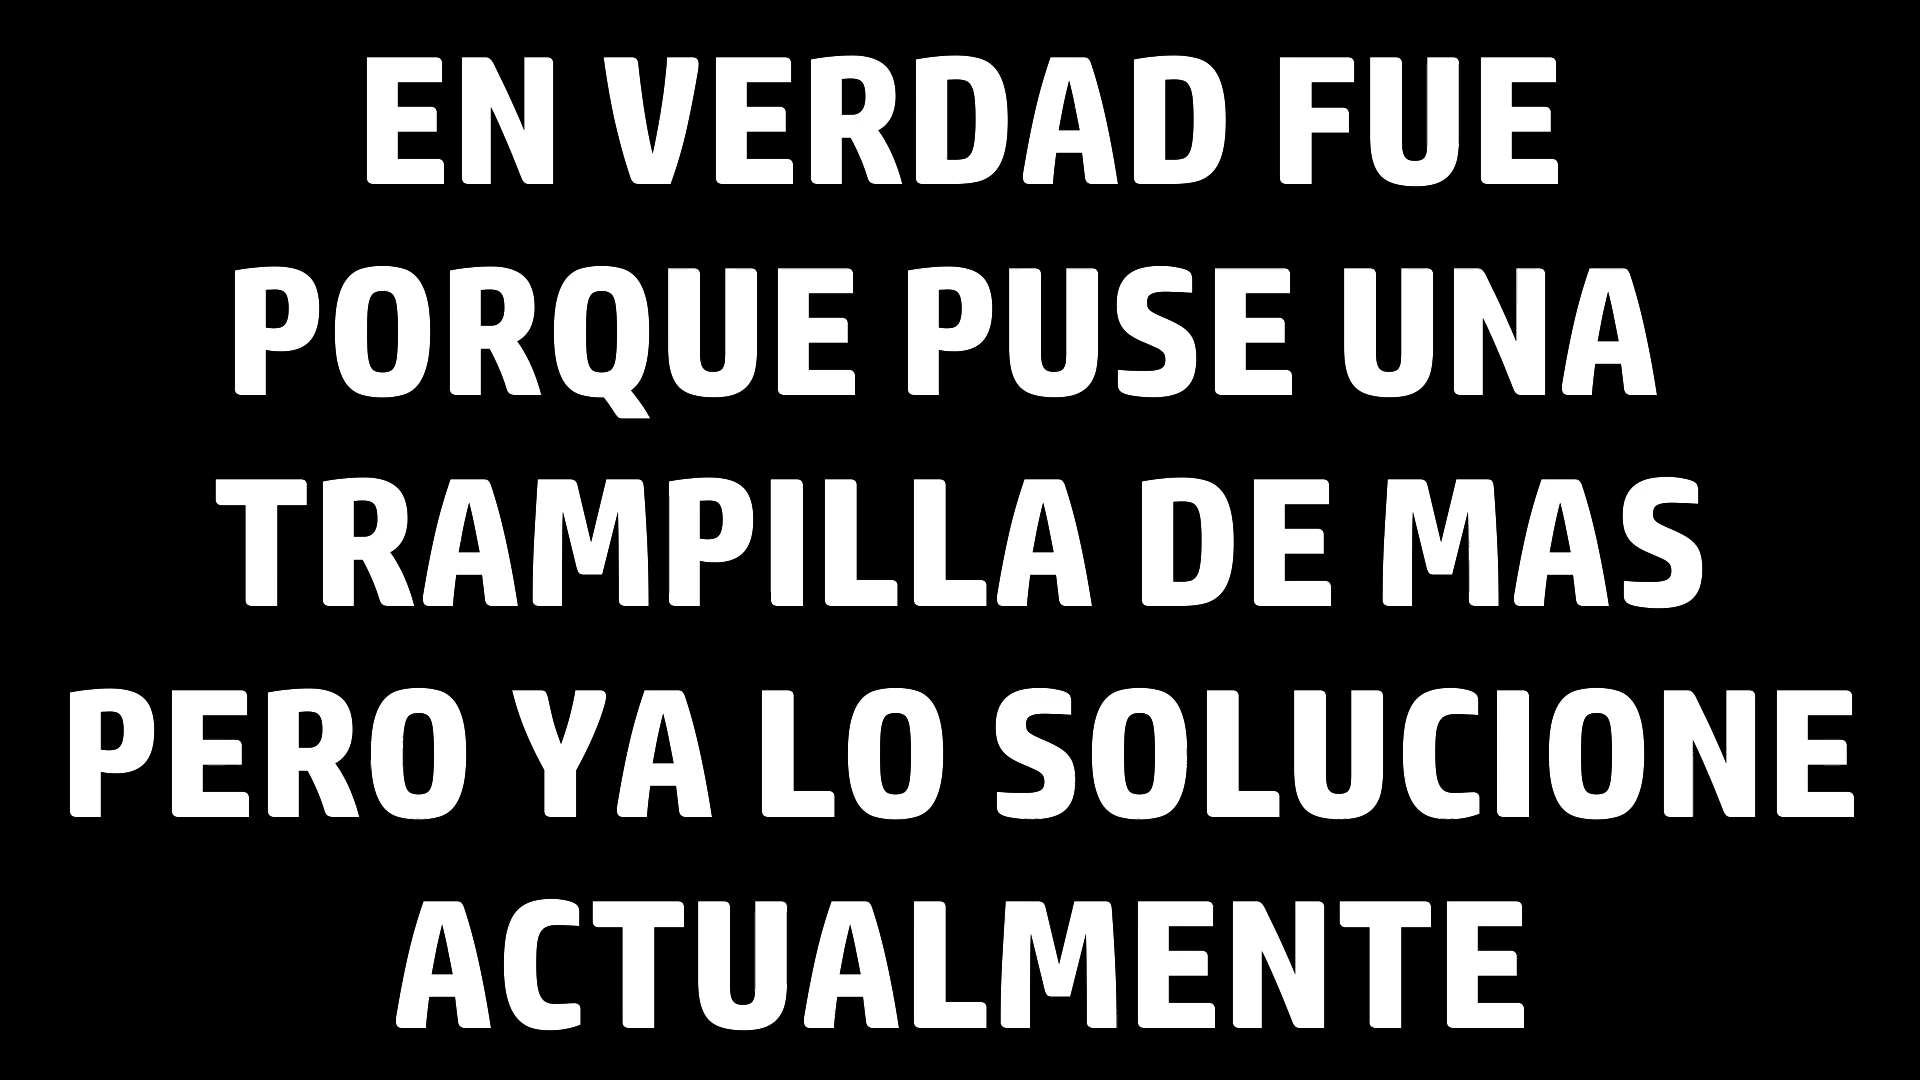 EN VERDAD FUE
PORQUE PUSE UNA
TRAMPILLA DE MAS
PERO YA LO SOLUCIONE
ACTUALMENTE